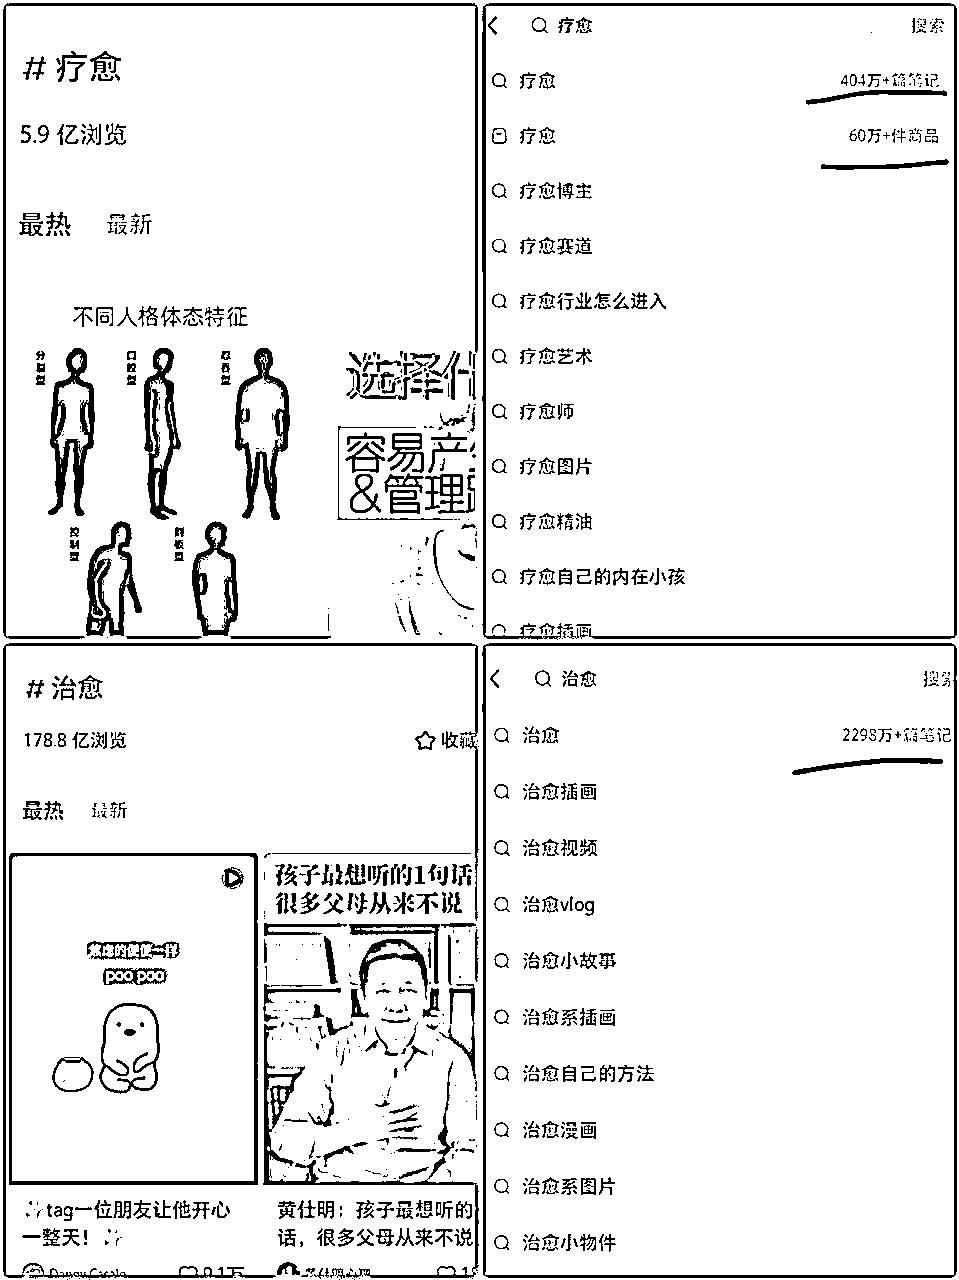 # 疗愈
5.9 亿浏览
最热 最新
不同人格体态特征
选择什
容易产生
&管理
疗愈
搜索
疗愈
404万+篇笔记
疗愈
60万+件商品
疗愈博主
疗愈赛道
疗愈行业怎么进入
疗愈艺术
疗愈师
疗愈图片
疗愈精油
疗愈自己的内在小孩
疗愈插画
# 治愈
178.8 亿浏览
收藏
最热 最新
poo poo
tag一位朋友让他开心
一整天!
孩子最想听的1句话
很多父母从来不说
黄仕明：孩子最想听的
话，很多父母从来不说
治愈
搜索
治愈
2298万+篇笔记
治愈插画
治愈视频
治愈vlog
治愈小故事
治愈系插画
治愈自己的方法
治愈漫画
治愈系图片
治愈小物件